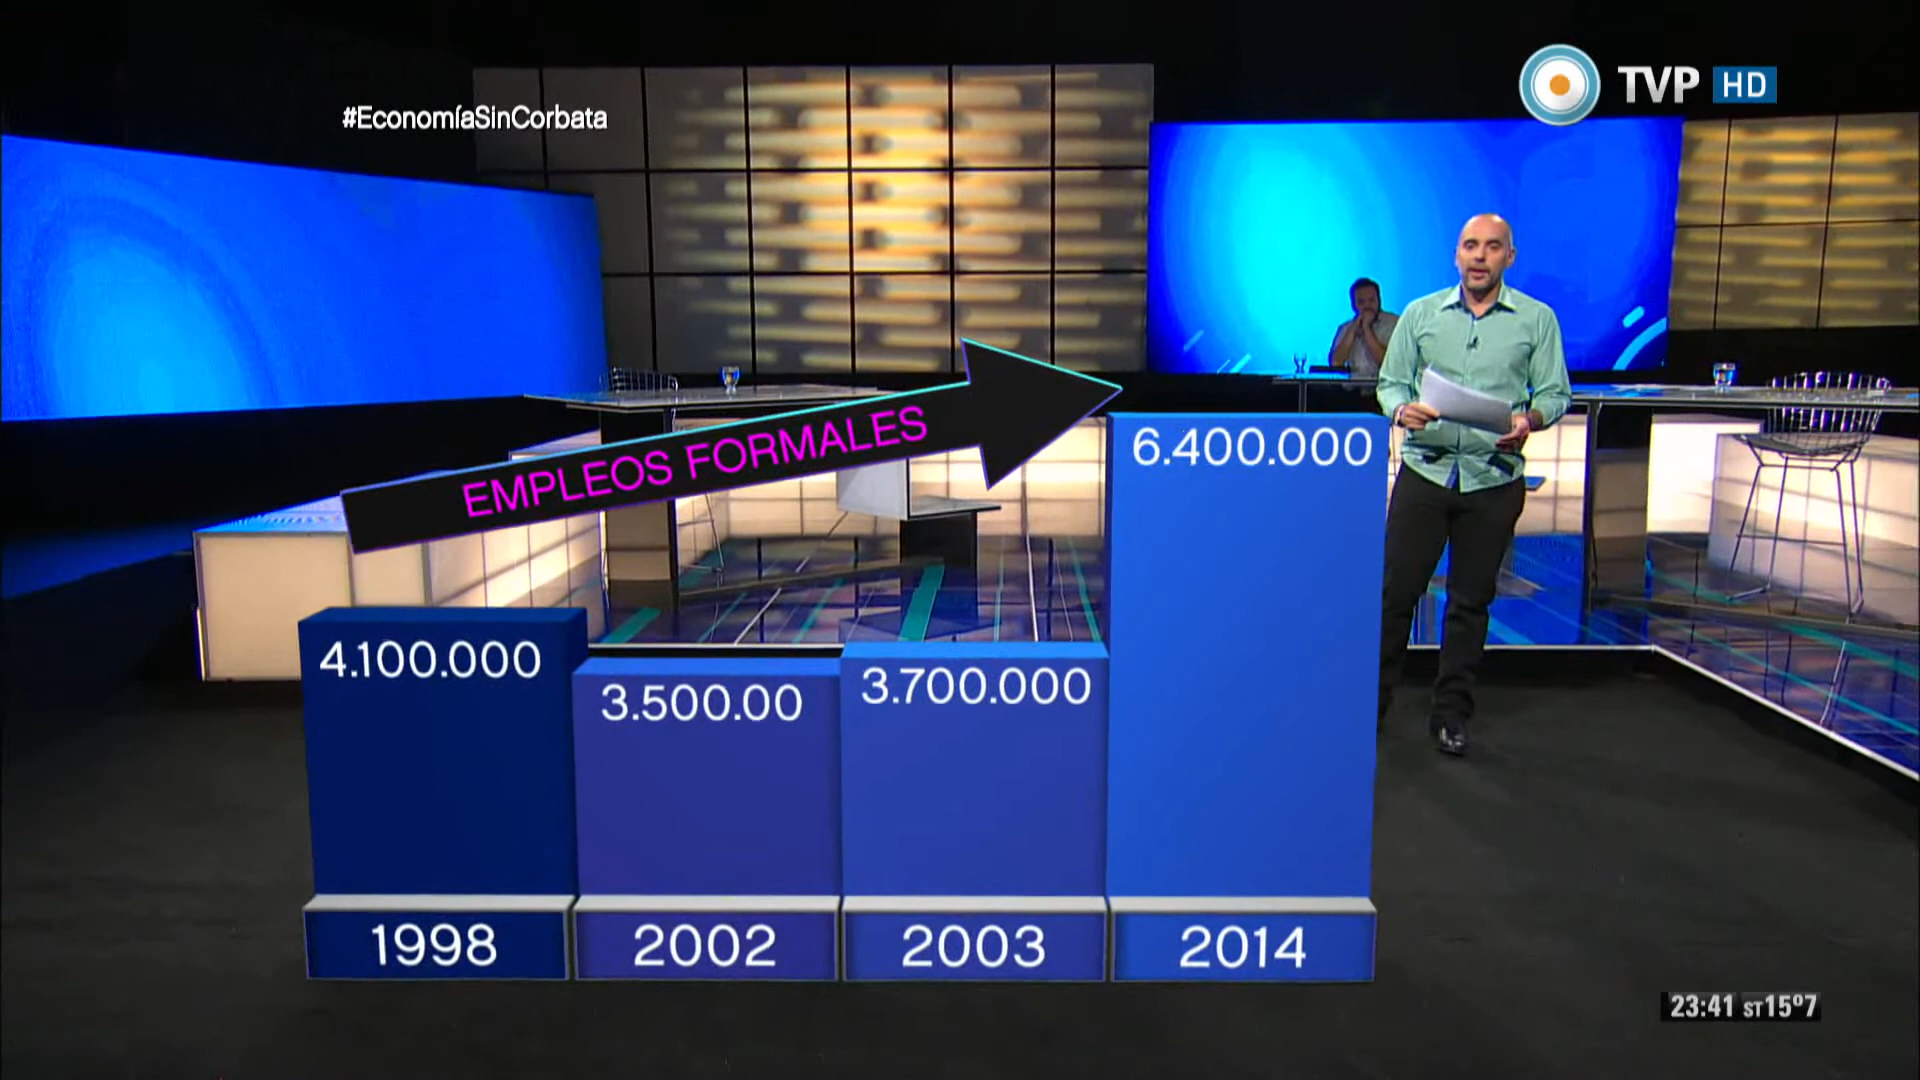 #EconomíaSinCorbata
TVP HD
EMPLEOS FORMALES
4.100.000
3.500.00
3.700.000
6.400.000
1998
2002
2003
2014
23:41 ST15º7